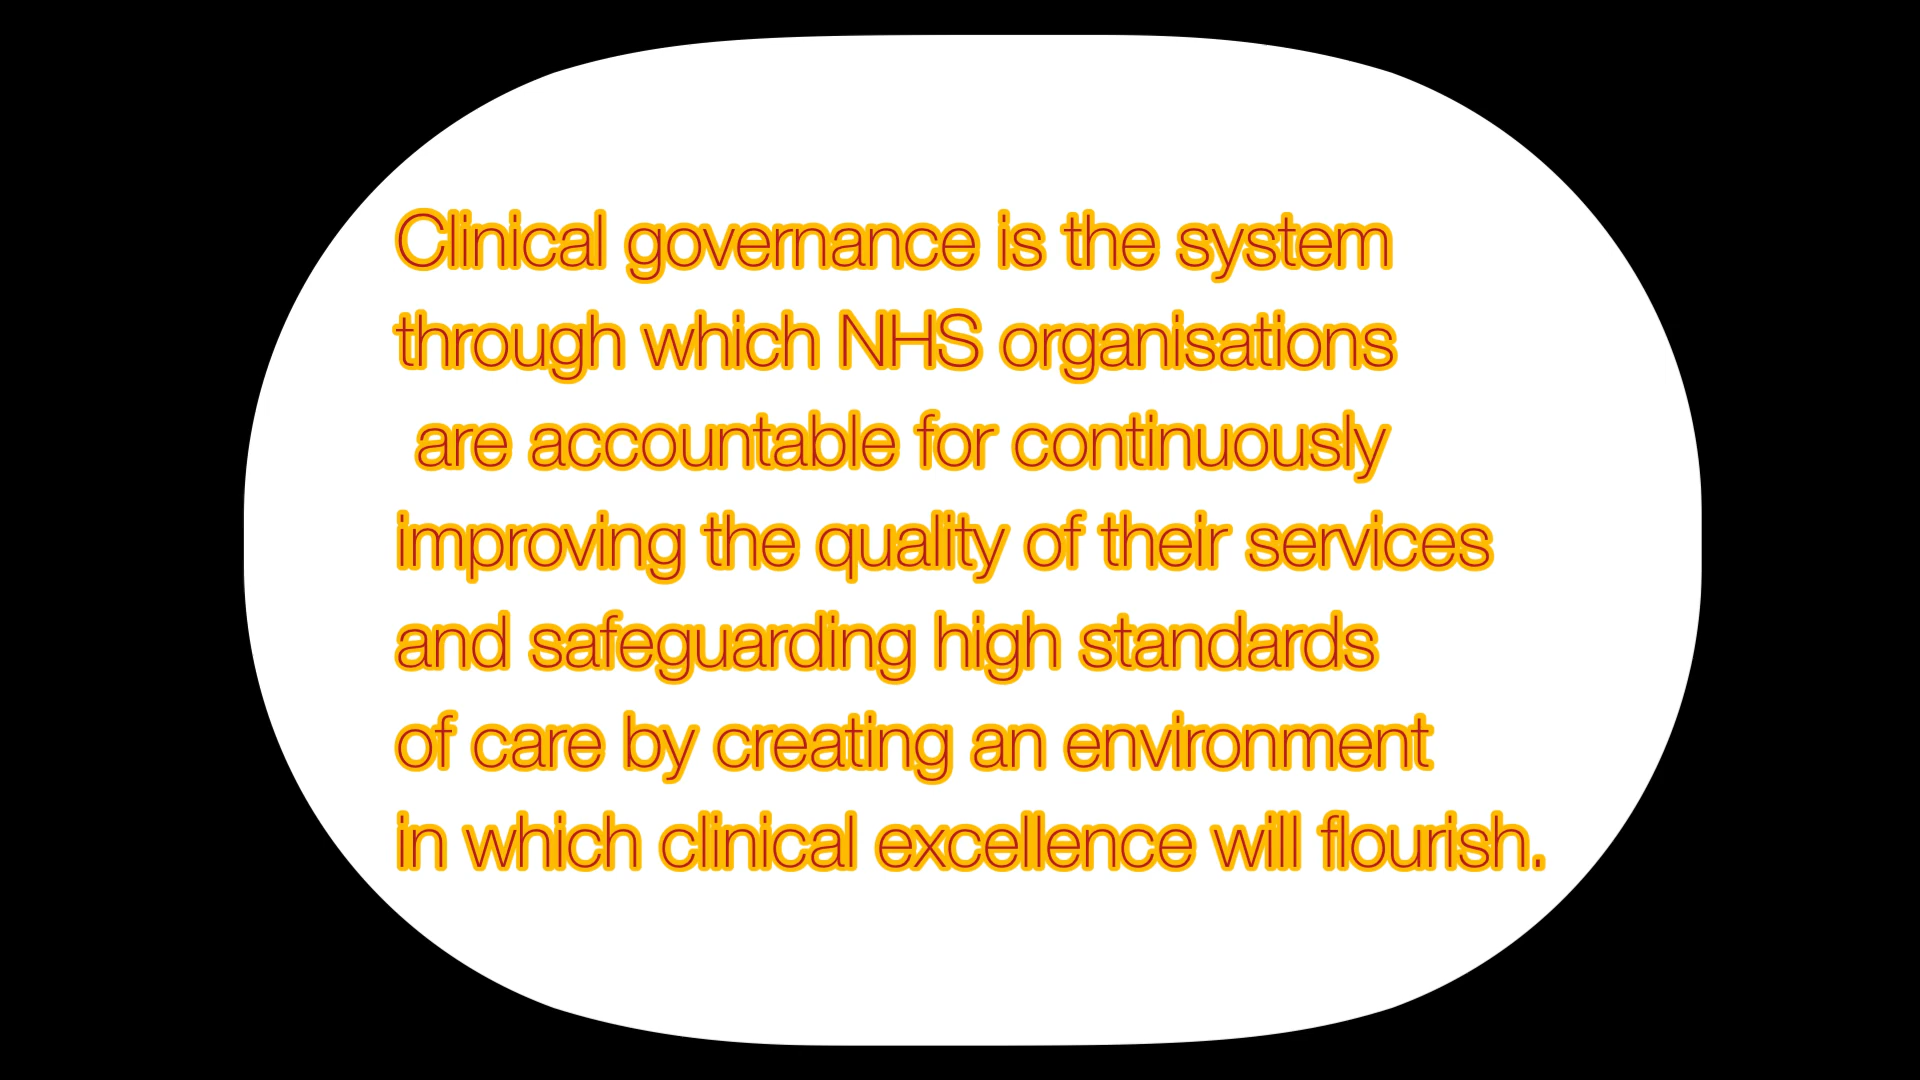 Clinical governance is the system
through which NHS organisations
are accountable for continuously
improving the quality of their services
and safeguarding high standards
of care by creating an environment
in which clinical excellence will flourish.